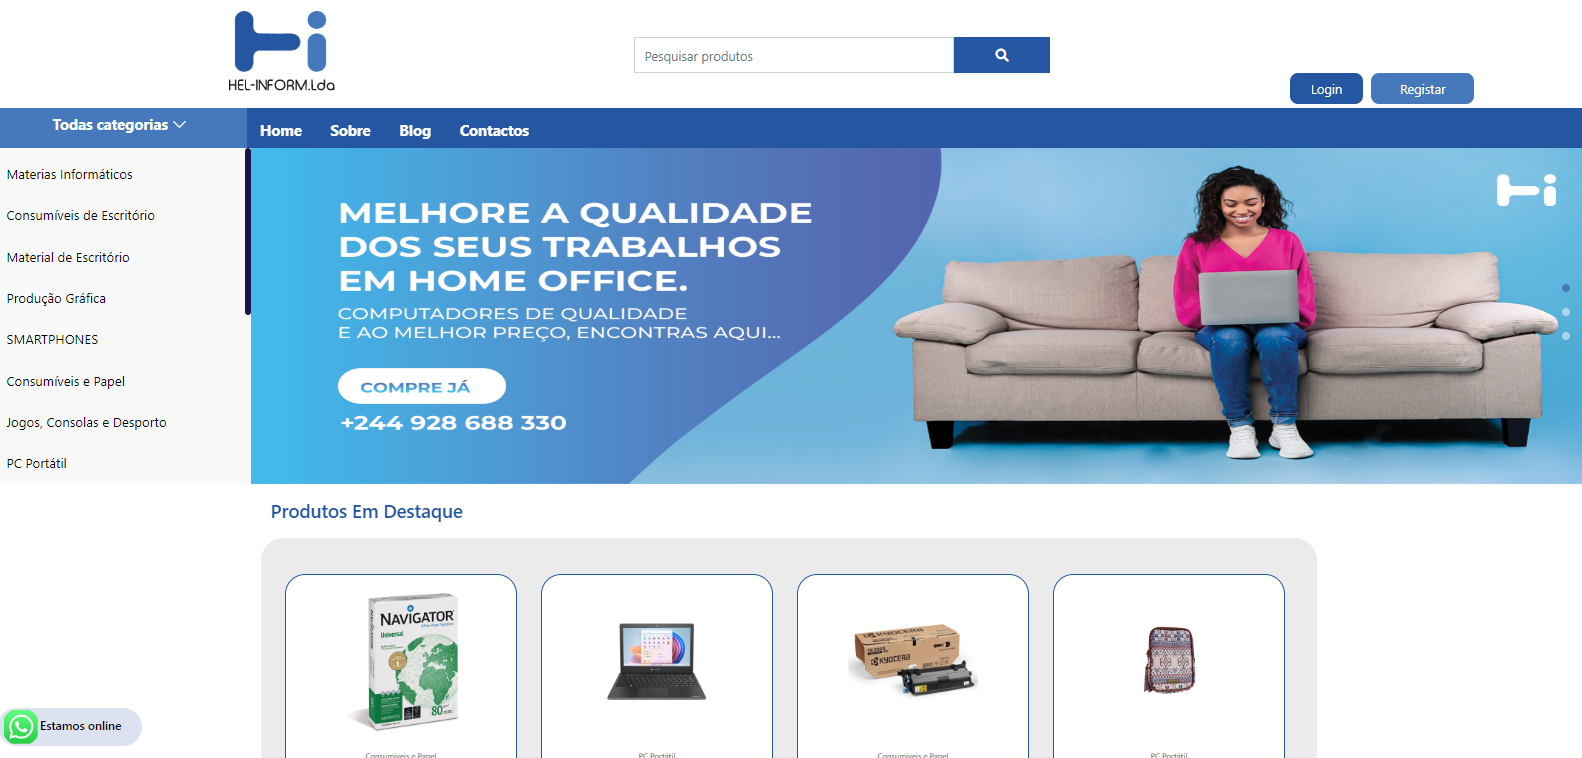 HEL-INFORM.Lda
Pesquisar produtos
Login
Registar
Todas categorias
Home
Sobre
Blog
Contactos
Materias Informáticos
Consumíveis de Escritório
Material de Escritório
Produção Gráfica
SMARTPHONES
Consumíveis e Papel
Jogos, Consolas e Desporto
PC Portátil
MELHORE A QUALIDADE
DOS SEUS TRABALHOS
EM HOME OFFICE.
COMPUTADORES DE QUALIDADE
E AO MELHOR PREÇO, ENCONTRAS AQUI...
COMPRE JÁ
+244 928 688 330
Produtos Em Destaque
NAVIGATOR
Universal
NAVIGATOR
80
KYOCERA
KYOCERA
Consumíveis e Papel
PC Portátil
Consumíveis e Papel
PC Portátil
Estamos online